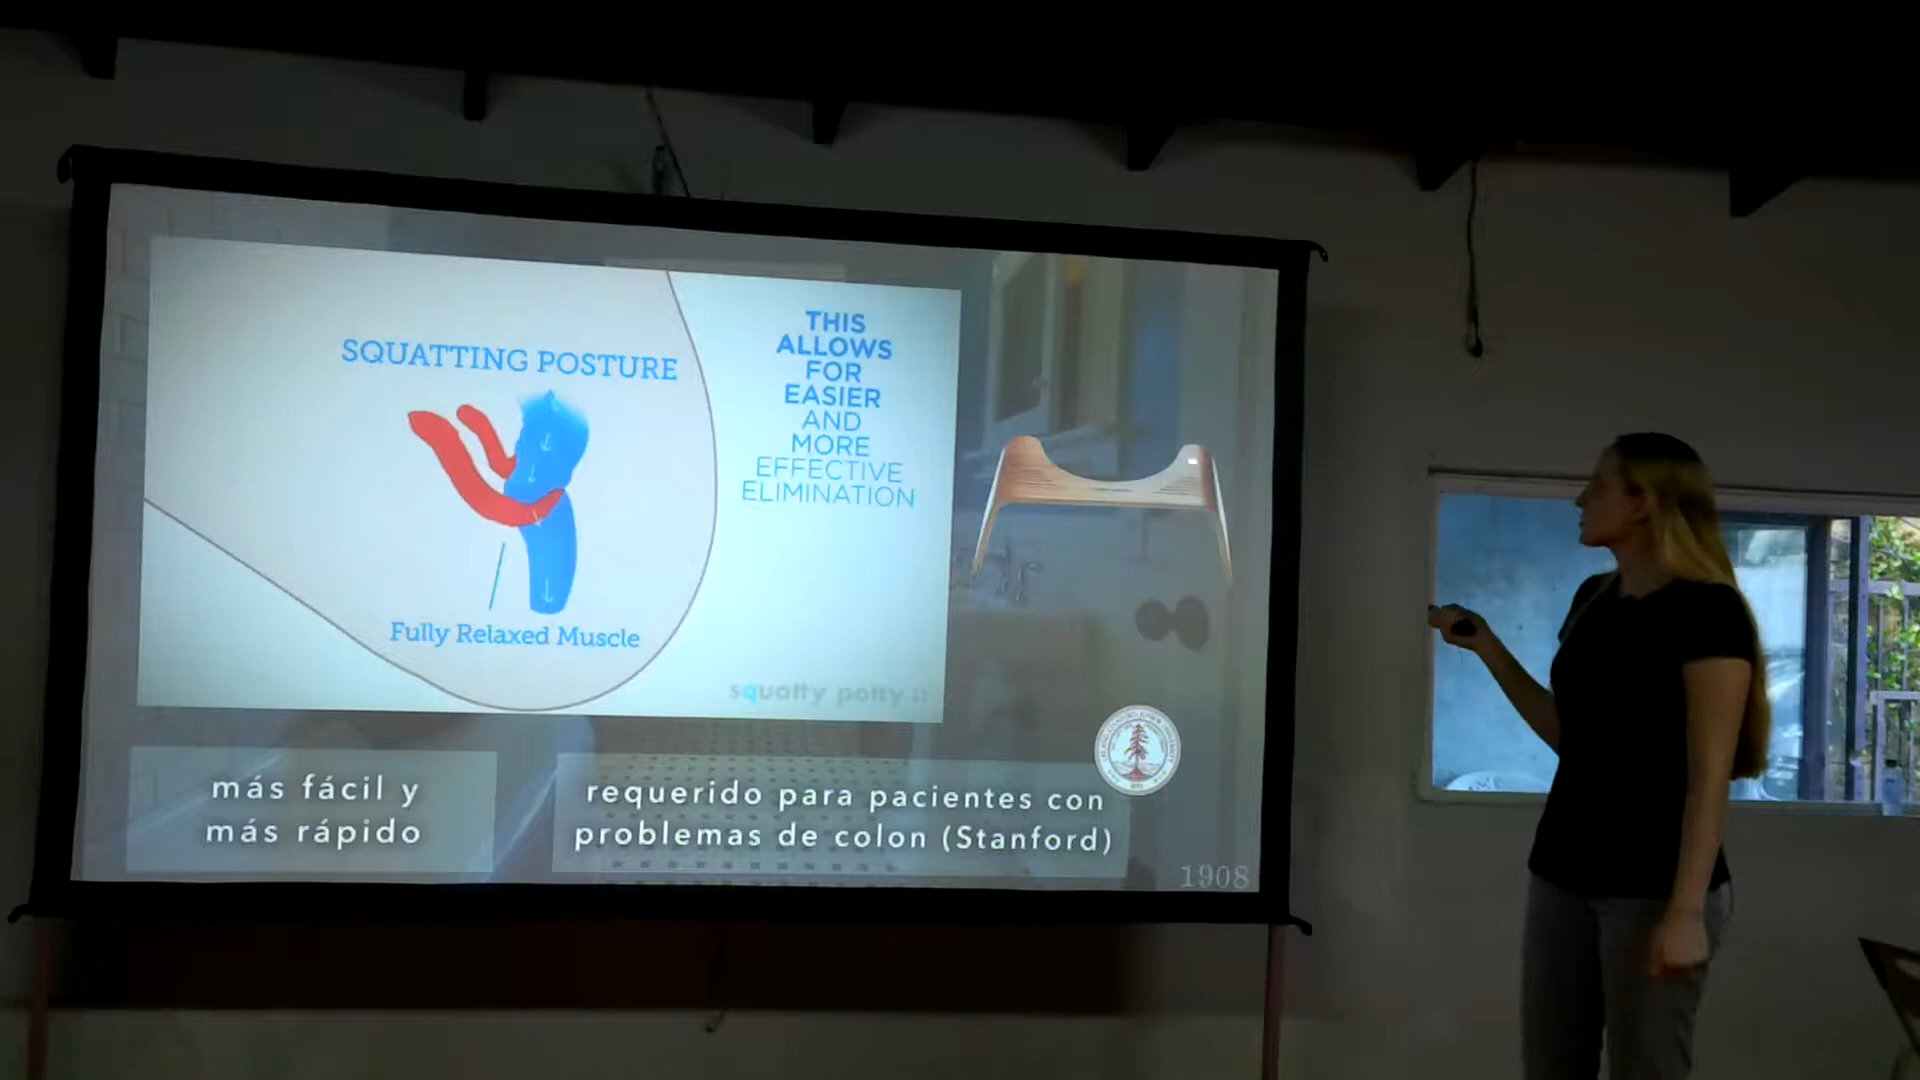 SQUATTING POSTURE
Fully Relaxed Muscle
THIS
ALLOWS
FOR
EASIER
AND
MORE
EFFECTIVE
ELIMINATION
squatty potty
más fácil y
más rápido
requerido para pacientes con
problemas de colon (Stanford)
1908